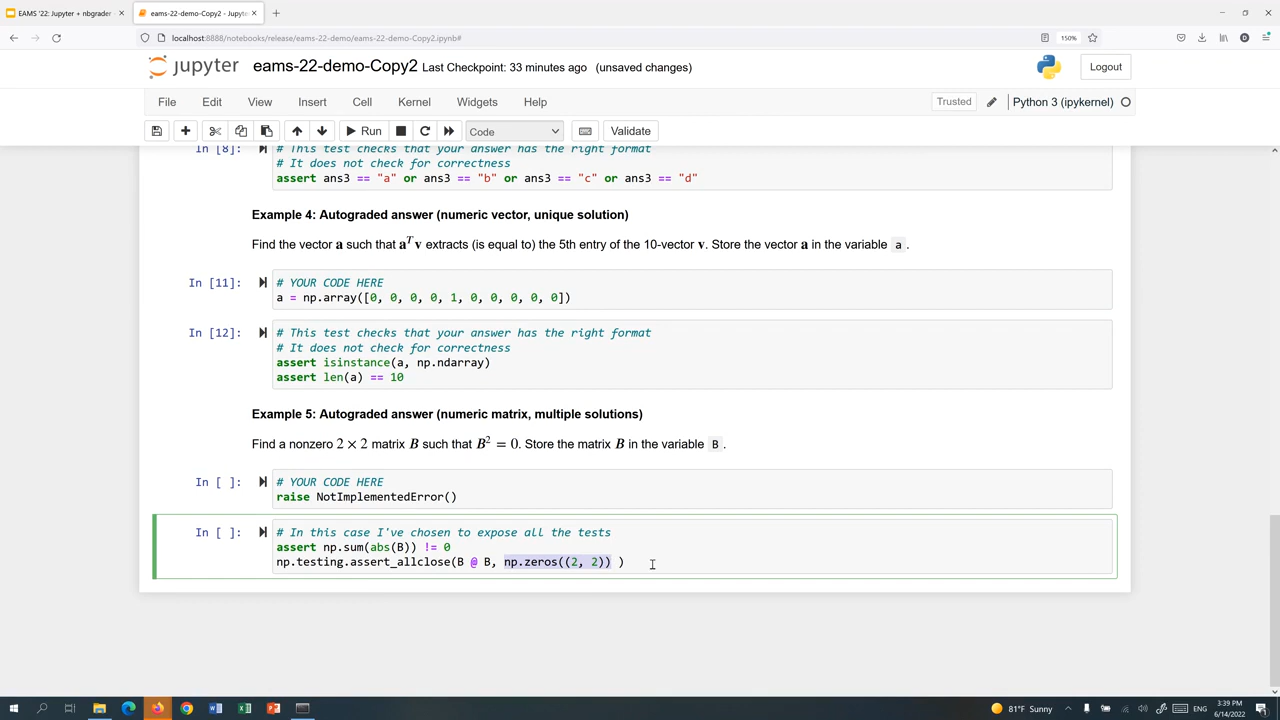 EAMS '22: Jupyter + nbgrader
eams-22-demo-Copy2 - Jupyte
localhost:8888/notebooks/release/eams-22-demo/eams-22-demo-Copy2.ipynb#
150%
jupyter eams-22-demo-Copy2 Last Checkpoint: 33 minutes ago (unsaved changes)
Logout
File Edit View Insert Cell Kernel Widgets Help
Trusted
Python 3 (ipykernel)
Run
Code
Validate
In [8]: # This test checks that your answer has the right format
# It does not check for correctness
assert ans3 == "a" or ans3 == "b" or ans3 == "c" or ans3 == "d"
Example 4: Autograded answer (numeric vector, unique solution)
Find the vector a such that a^T v extracts (is equal to) the 5th entry of the 10-vector v. Store the vector a in the variable a .
In [11]: # YOUR CODE HERE
a = np.array([0, 0, 0, 0, 1, 0, 0, 0, 0, 0])
In [12]: # This test checks that your answer has the right format
# It does not check for correctness
assert isinstance(a, np.ndarray)
assert len(a) == 10
Example 5: Autograded answer (numeric matrix, multiple solutions)
Find a nonzero 2 × 2 matrix B such that B² = 0. Store the matrix B in the variable B .
In [ ]: # YOUR CODE HERE
raise NotImplementedError()
In [ ]: # In this case I've chosen to expose all the tests
assert np.sum(abs(B)) != 0
np.testing.assert_allclose(B @ B, np.zeros((2, 2)) )
81°F Sunny
ENG
3:39 PM
6/14/2022